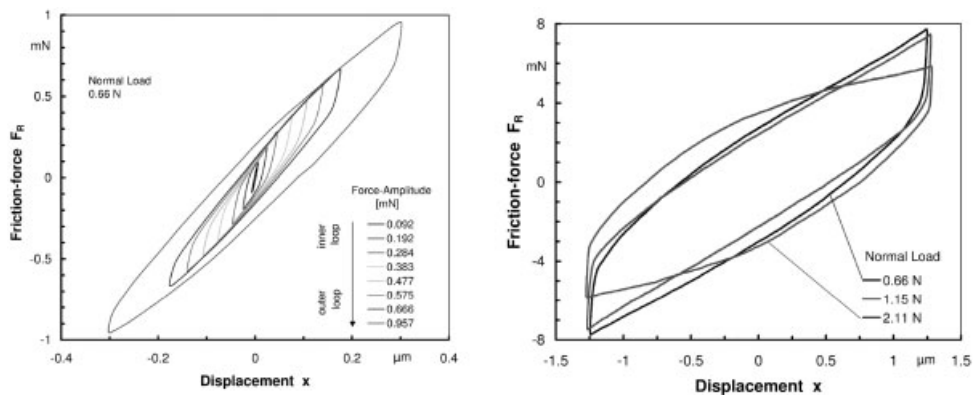 1
mN
0.5
0
-0.5
-1
Friction-force F_R
Normal Load
0.66 N
Force-Amplitude
[mN]
inner
loop
outer
loop
0.092
0.192
0.284
0.383
0.477
0.575
0.666
0.957
-0.4
-0.2
0
0.2
µm
0.4
Displacement x
8
mN
4
0
-4
-8
Friction-force F_R
Normal Load
0.66 N
1.15 N
2.11 N
-1.5
-1
-0.5
0
0.5
1
µm
1.5
Displacement x